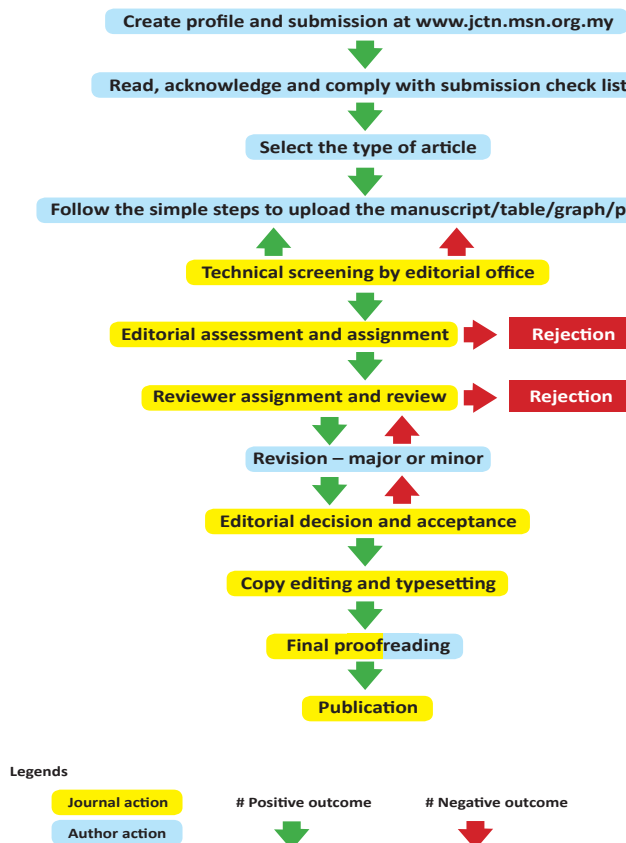 Create profile and submission at www.jctn.msn.org.my
Read, acknowledge and comply with submission check list
Select the type of article
Follow the simple steps to upload the manuscript/table/graph/p
Technical screening by editorial office
Editorial assessment and assignment
Rejection
Reviewer assignment and review
Rejection
Revision – major or minor
Editorial decision and acceptance
Copy editing and typesetting
Final proofreading
Publication
Legends
Journal action
# Positive outcome
# Negative outcome
Author action